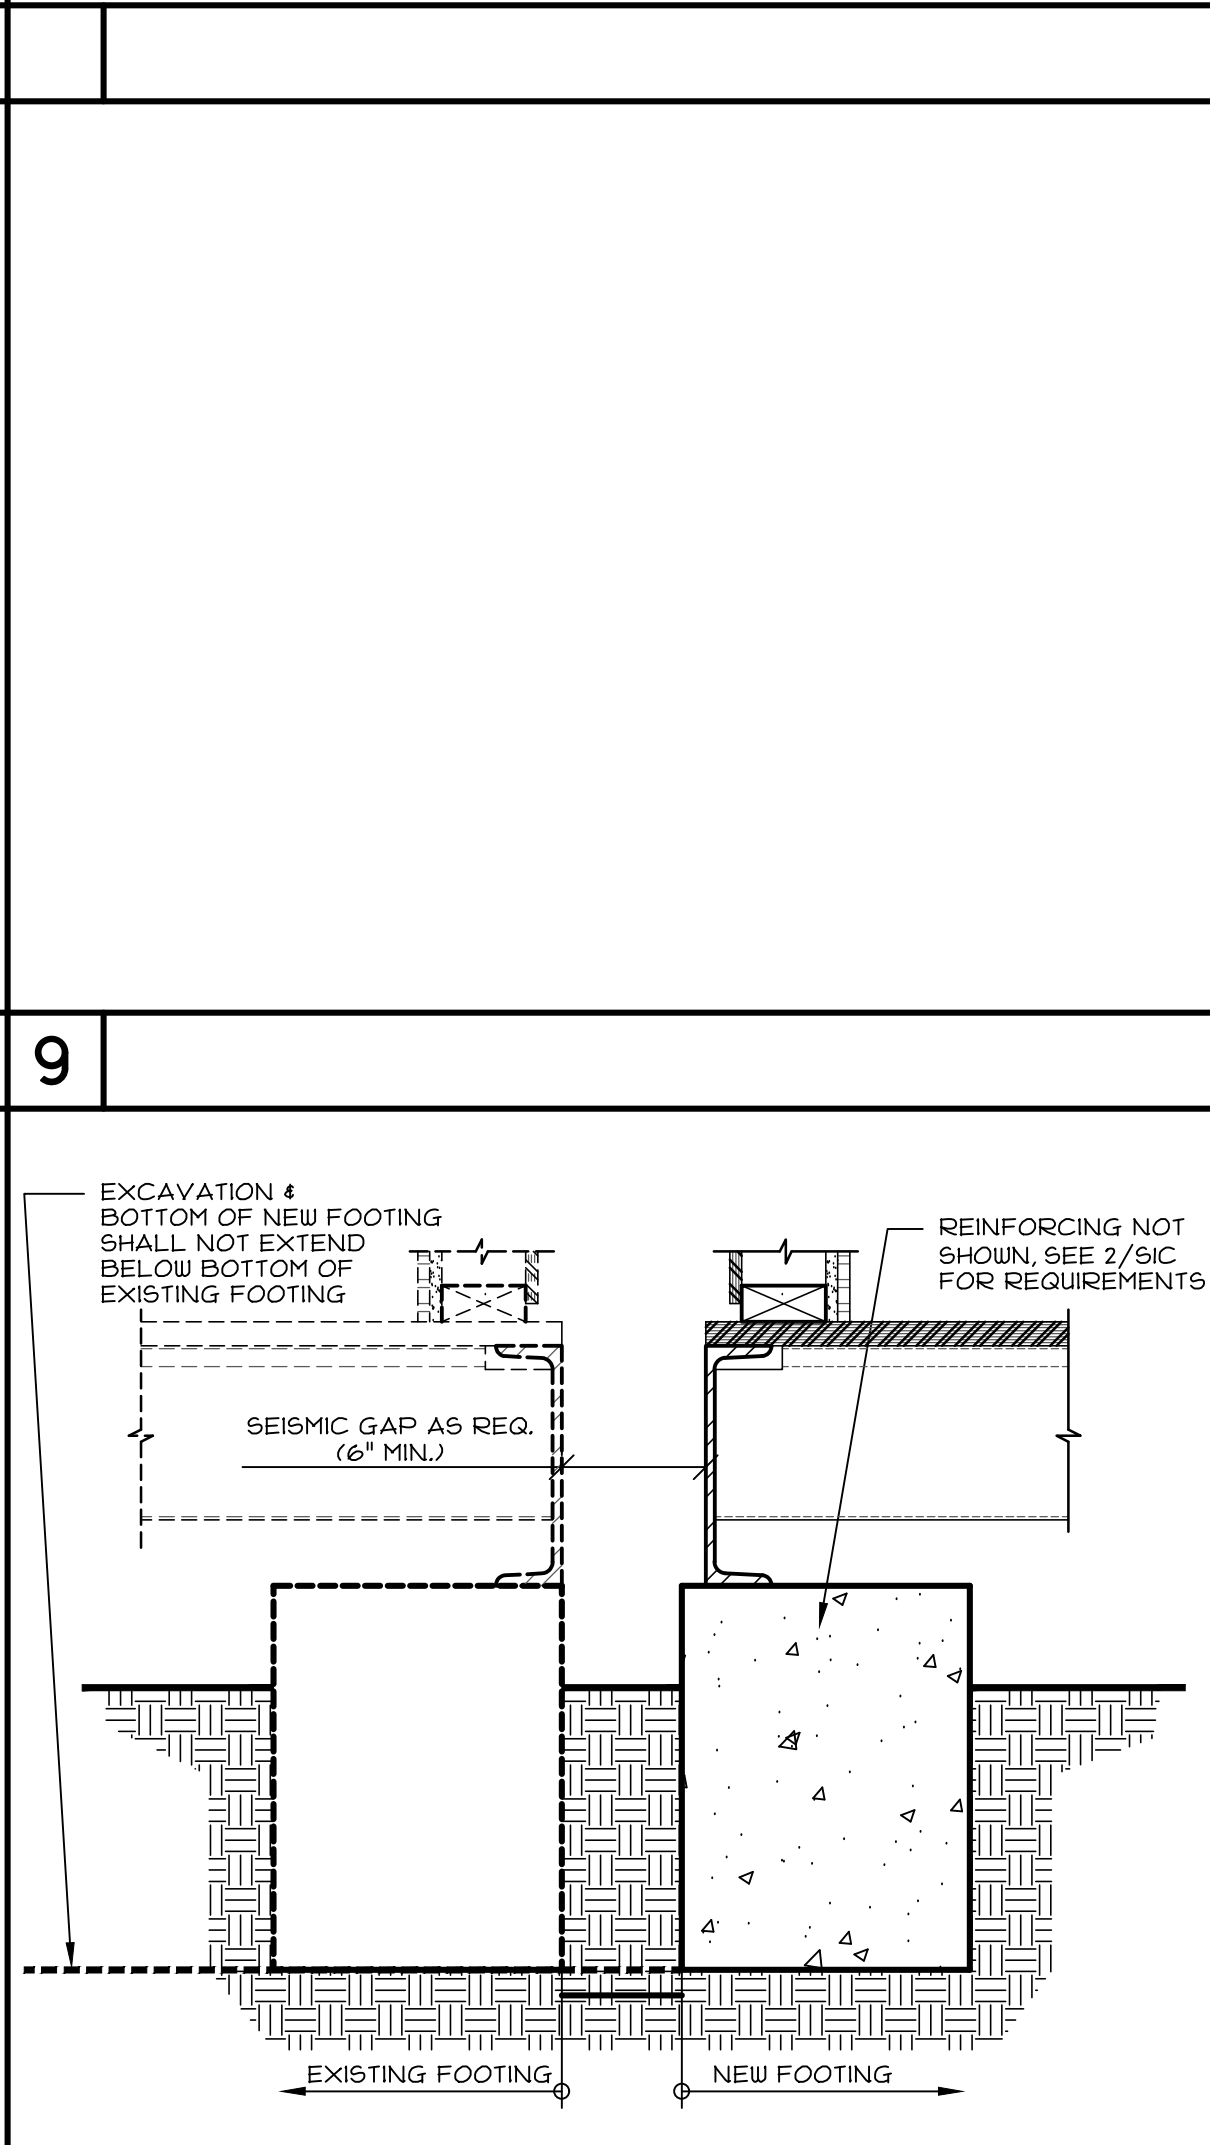 9
EXCAVATION &
BOTTOM OF NEW FOOTING
SHALL NOT EXTEND
BELOW BOTTOM OF
EXISTING FOOTING
REINFORCING NOT
SHOWN, SEE 2/S1C
FOR REQUIREMENTS
SEISMIC GAP AS REQ.
(6" MIN.)
EXISTING FOOTING
NEW FOOTING